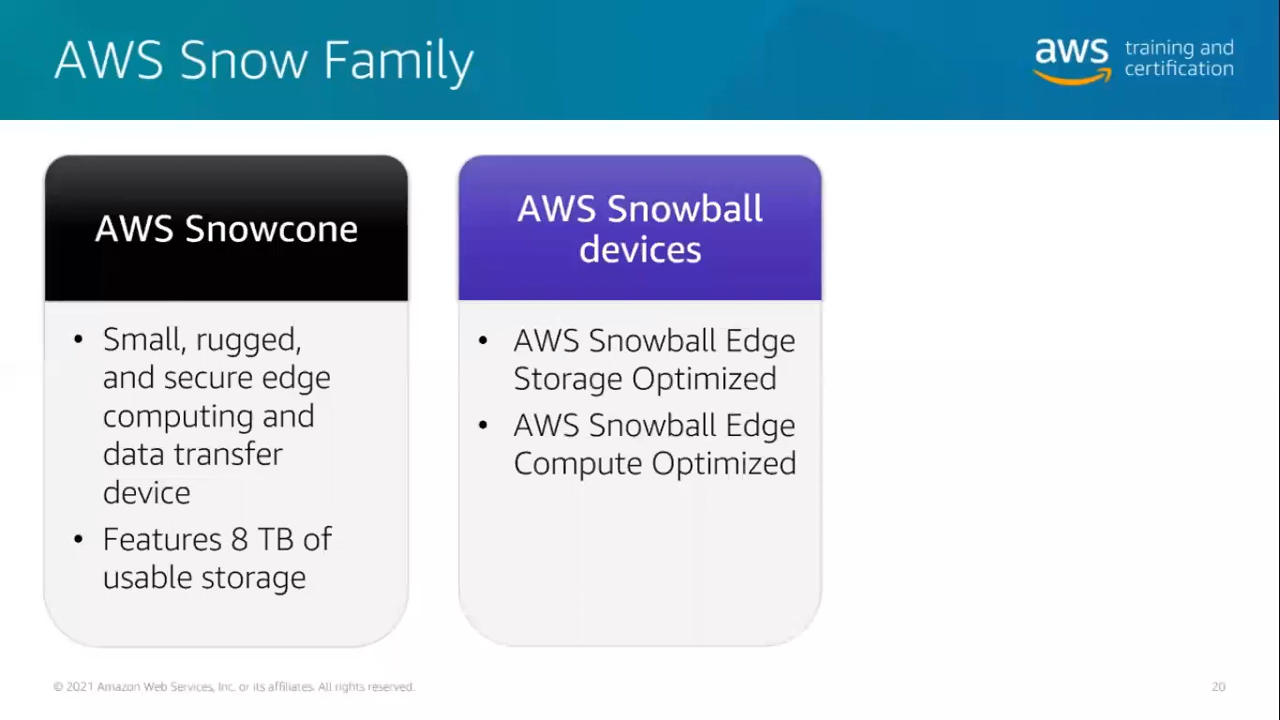 AWS Snow Family
aws training and
certification
AWS Snowcone
• Small, rugged,
and secure edge
computing and
data transfer
device
• Features 8 TB of
usable storage
AWS Snowball
devices
• AWS Snowball Edge
Storage Optimized
• AWS Snowball Edge
Compute Optimized
© 2021 Amazon Web Services, Inc. or its affiliates. All rights reserved.
20